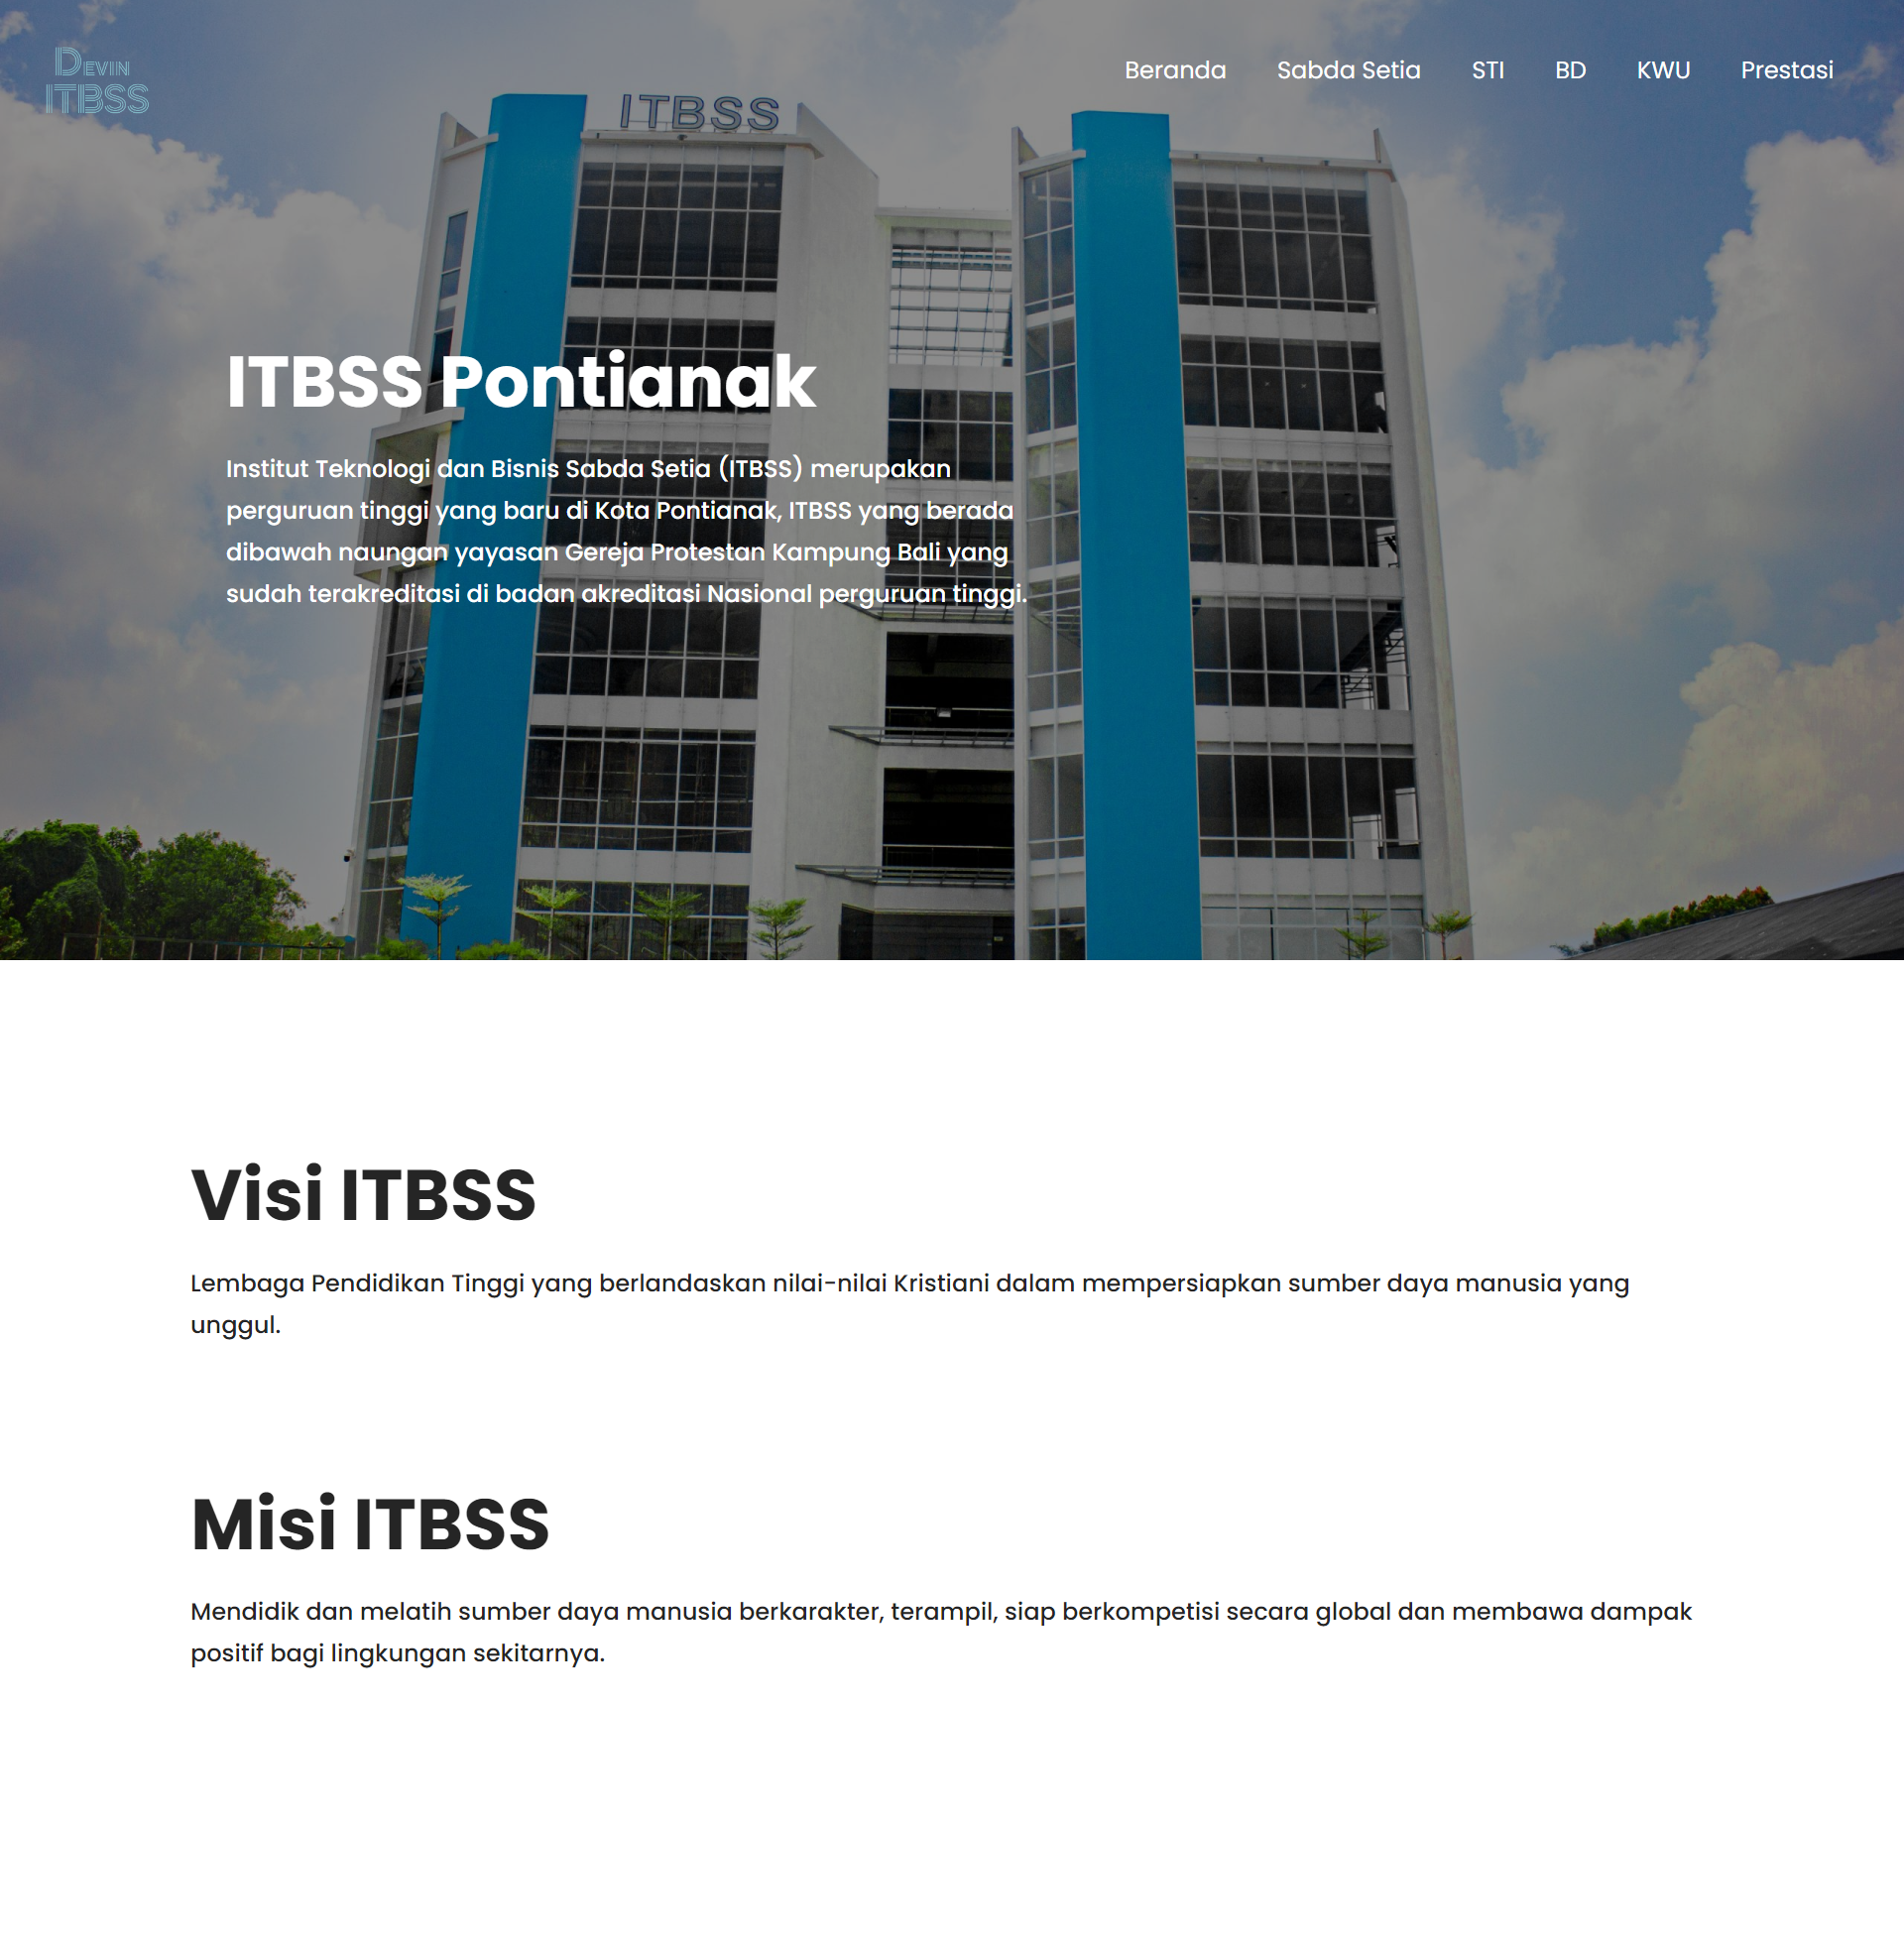 Devin
ITBSS
Beranda Sabda Setia STI BD KWU Prestasi
ITBSS
ITBSS Pontianak
Institut Teknologi dan Bisnis Sabda Setia (ITBSS) merupakan
perguruan tinggi yang baru di Kota Pontianak, ITBSS yang berada
dibawah naungan yayasan Gereja Protestan Kampung Bali yang
sudah terakreditasi di badan akreditasi Nasional perguruan tinggi.
Visi ITBSS
Lembaga Pendidikan Tinggi yang berlandaskan nilai-nilai Kristiani dalam mempersiapkan sumber daya manusia yang
unggul.
Misi ITBSS
Mendidik dan melatih sumber daya manusia berkarakter, terampil, siap berkompetisi secara global dan membawa dampak
positif bagi lingkungan sekitarnya.